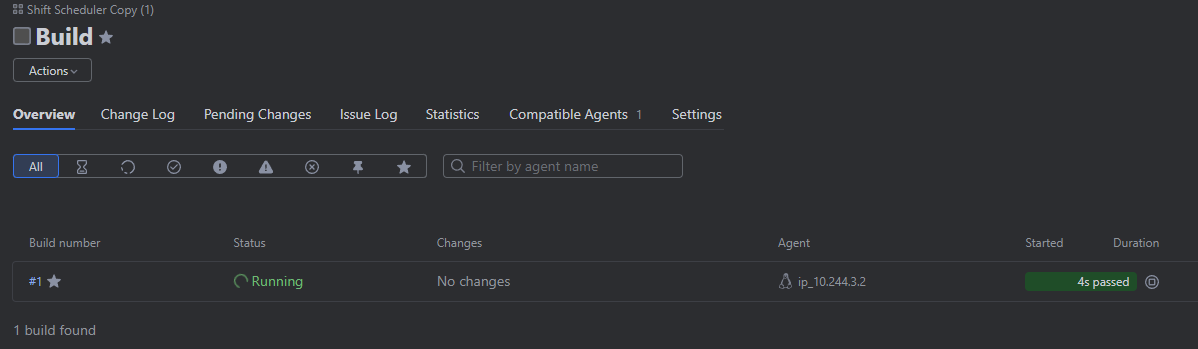 Shift Scheduler Copy (1)
Build
Actions
Overview Change Log Pending Changes Issue Log Statistics Compatible Agents 1 Settings
All Filter by agent name
Build number Status Changes Agent Started Duration
#1 Running No changes ip_10.244.3.2 4s passed
1 build found